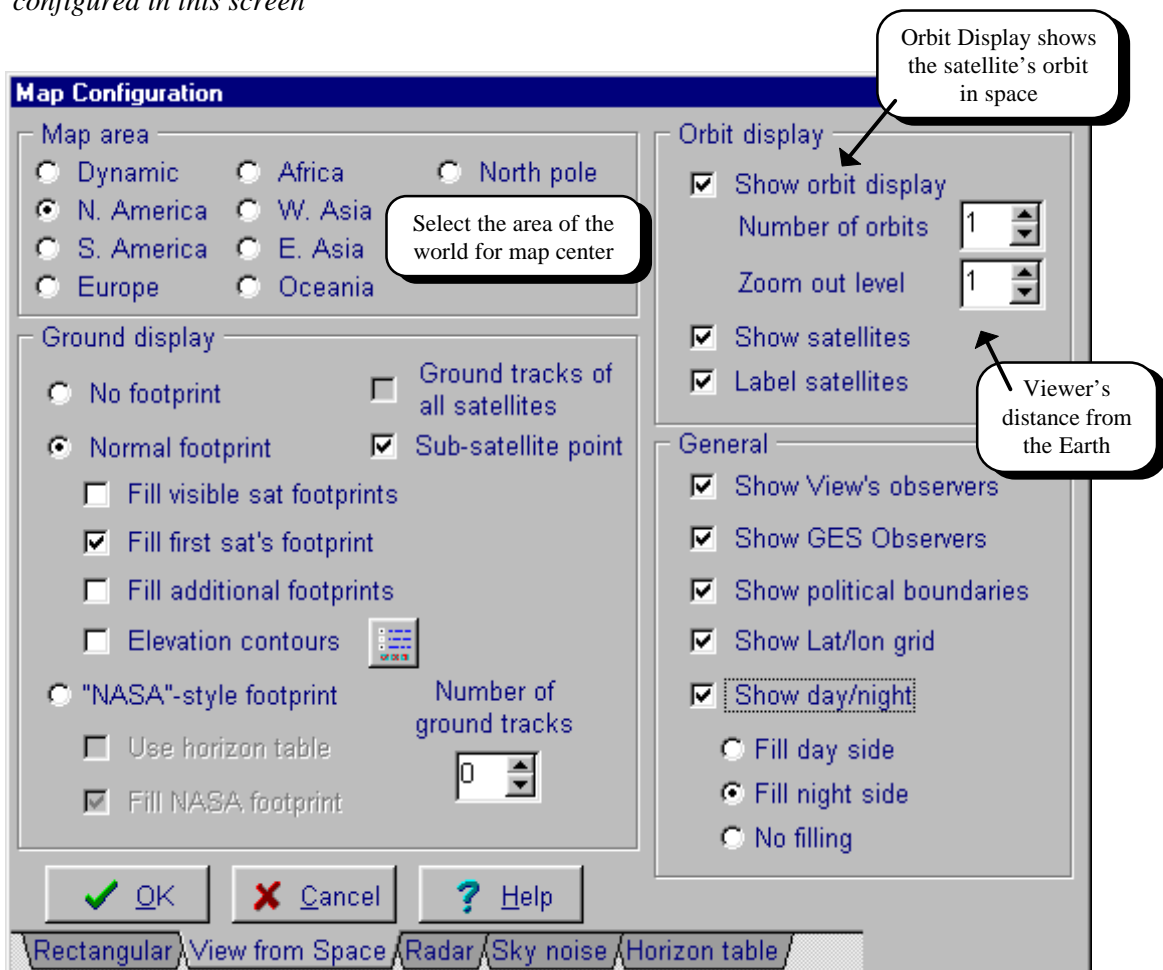 configured in this screen
Orbit Display shows
the satellite's orbit
in space
Map Configuration
Map area
Dynamic
Africa
North pole
N. America
W. Asia
S. America
E. Asia
Europe
Oceania
Select the area of the
world for map center
Orbit display
Show orbit display
Number of orbits
1
Zoom out level
1
Show satellites
Label satellites
Viewer's
distance from
the Earth
Ground display
No footprint
Ground tracks of
all satellites
Normal footprint
Sub-satellite point
Fill visible sat footprints
Fill first sat's footprint
Fill additional footprints
Elevation contours
"NASA"-style footprint
Use horizon table
Fill NASA footprint
Number of
ground tracks
0
General
Show View's observers
Show GES Observers
Show political boundaries
Show Lat/lon grid
Show day/night
Fill day side
Fill night side
No filling
OK
Cancel
? Help
Rectangular
View from Space
Radar
Sky noise
Horizon table